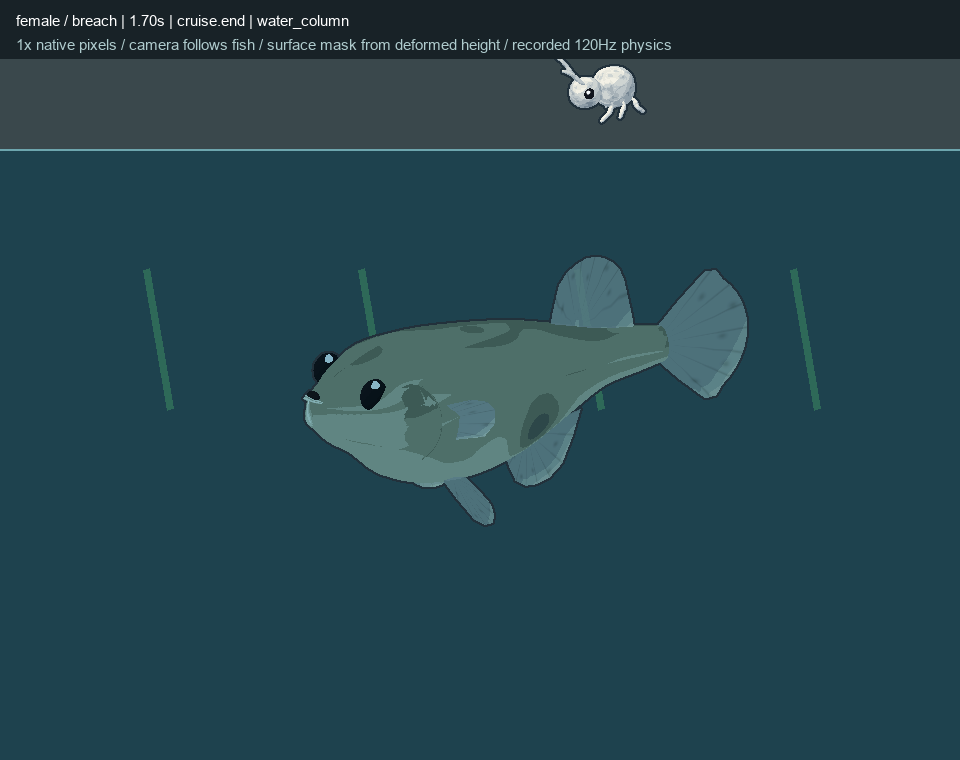 female / breach | 1.70s | cruise.end | water_column
1x native pixels / camera follows fish / surface mask from deformed height / recorded 120Hz physics